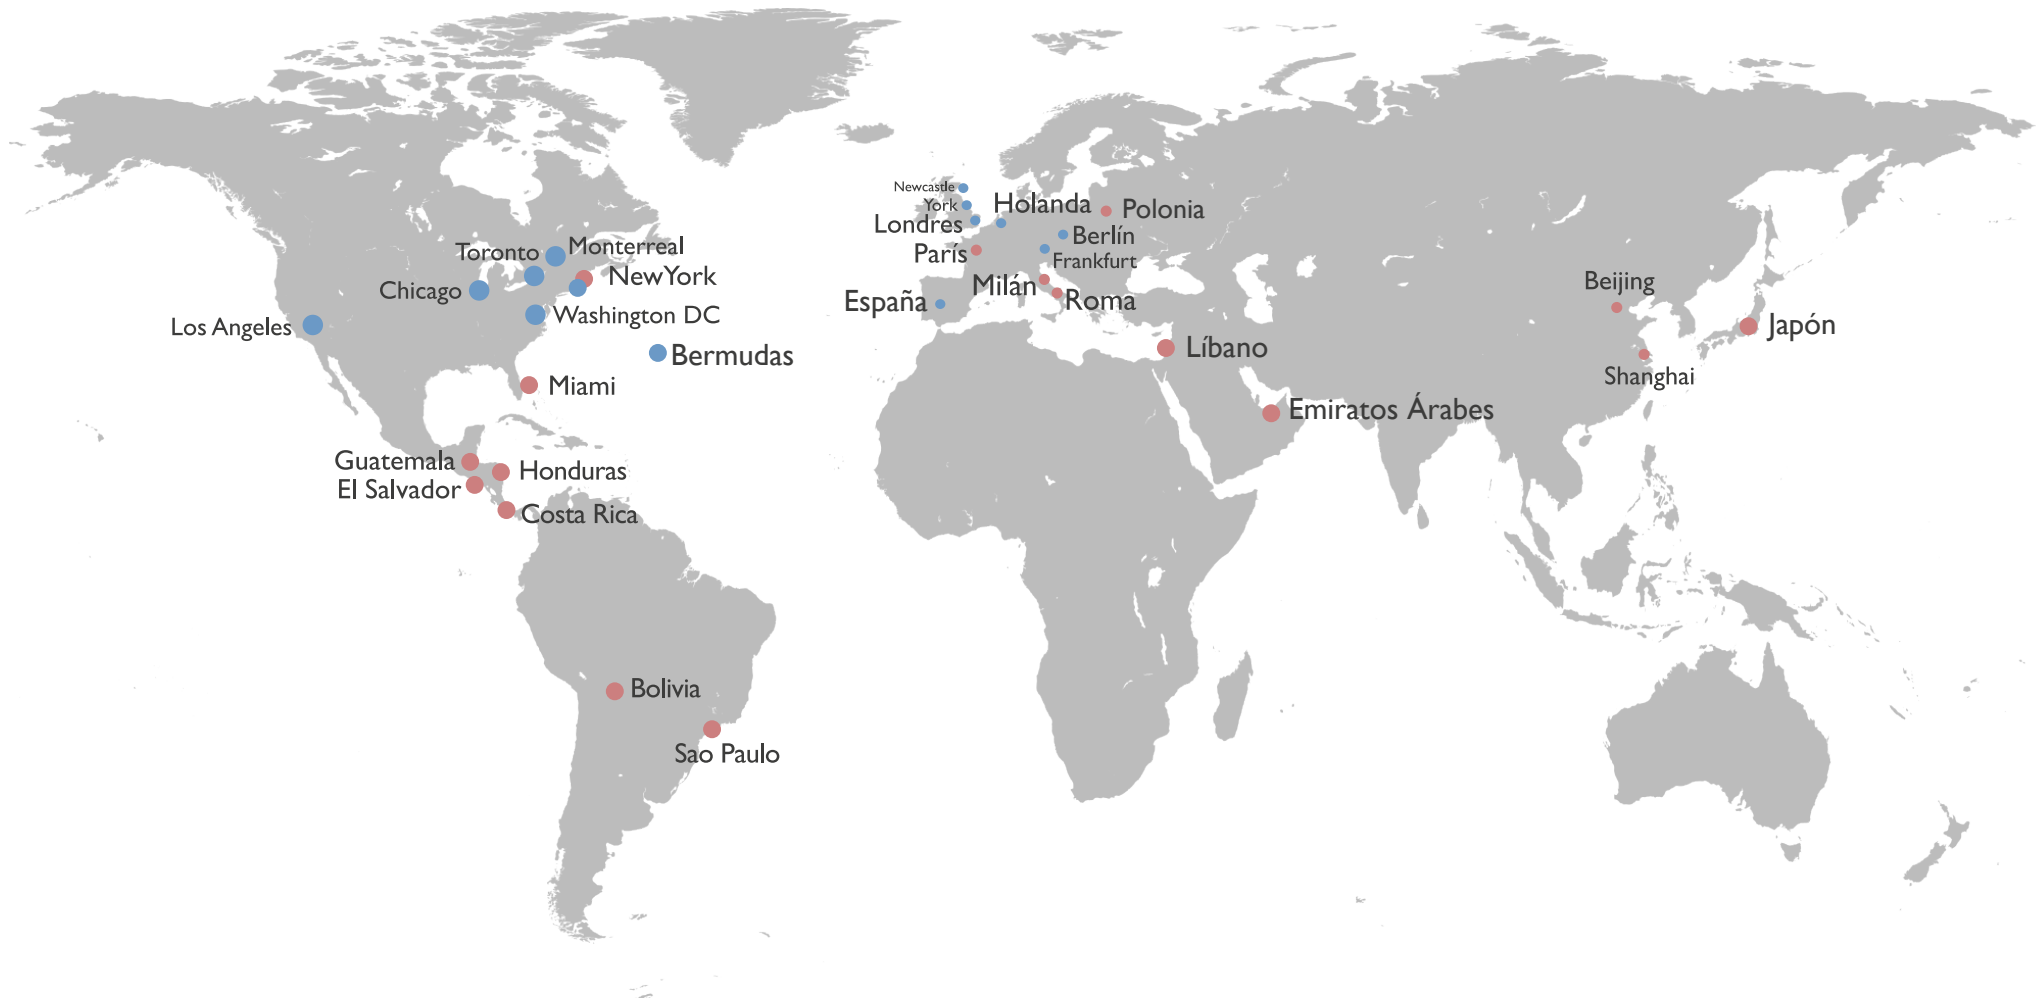 Newcastle
York
Londres
Holanda
Polonia
Berlín
París
Frankfurt
Toronto
Monterreal
NewYork
Chicago
Milán
Roma
España
Beijing
Los Angeles
Washington DC
Japón
Bermudas
Líbano
Shanghai
Miami
Emiratos Árabes
Guatemala
Honduras
El Salvador
Costa Rica
Bolivia
Sao Paulo